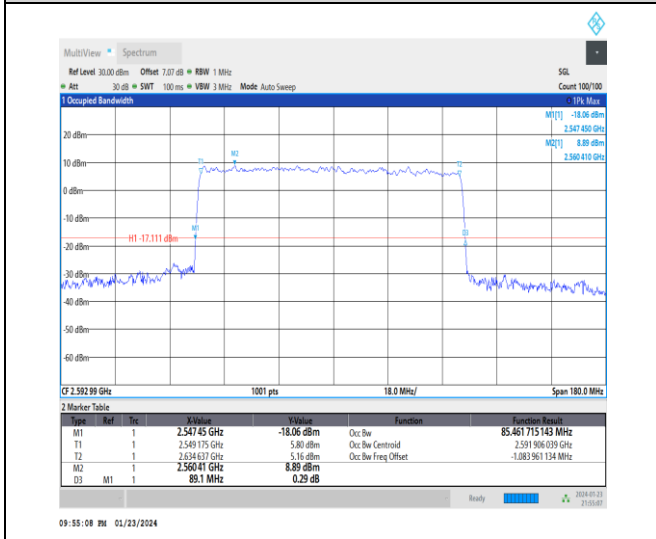 MultiView Spectrum
Ref Level 30.00 dBm Offset 7.07 dB RBW 1 MHz SGL
Att 30 dB SWT 100 ms VBW 3 MHz Mode Auto Sweep Count 100/100
1 Occupied Bandwidth 1Pk Max
M1[1] -18.06 dBm
2.547 450 GHz
M2[1] 8.89 dBm
2.560 410 GHz
20 dBm
T1 M2 T2
10 dBm
0 dBm
-10 dBm
M1 D3
H1 -17.111 dBm
-20 dBm
-30 dBm
-40 dBm
-50 dBm
-60 dBm
CF 2.592 99 GHz 1001 pts 18.0 MHz/ Span 180.0 MHz
2 Marker Table
Type Ref Trc X-Value Y-Value Function Function Result
M1 1 2.547 45 GHz -18.06 dBm Occ Bw 85.461 715 143 MHz
T1 1 2.549 175 GHz 5.80 dBm Occ Bw Centroid 2.591 906 039 GHz
T2 1 2.634 637 GHz 5.16 dBm Occ Bw Freq Offset -1.083 961 134 MHz
M2 1 2.560 41 GHz 8.89 dBm
D3 M1 1 89.1 MHz 0.29 dB
Ready 2024-01-23
21:55:07
09:55:08 PM 01/23/2024